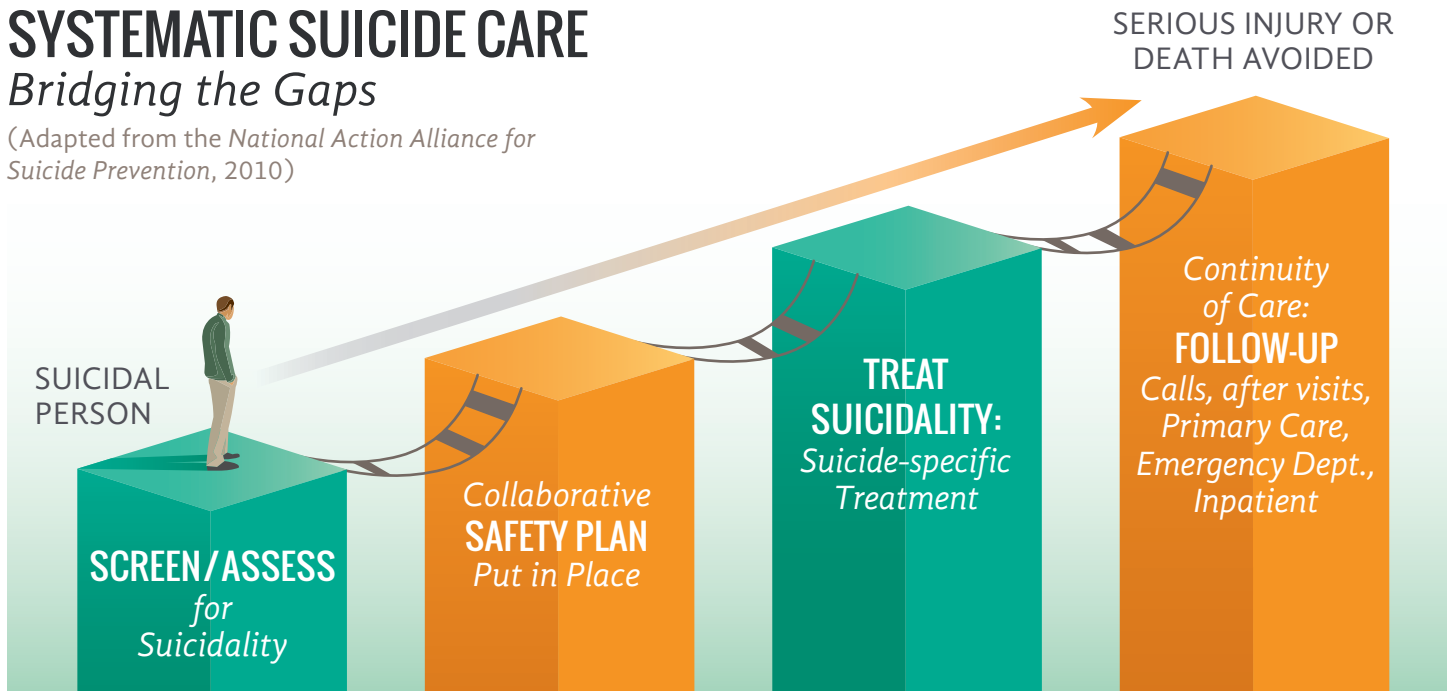 SYSTEMATIC SUICIDE CARE
Bridging the Gaps
(Adapted from the National Action Alliance for
Suicide Prevention, 2010)
SERIOUS INJURY OR
DEATH AVOIDED
SUICIDAL
PERSON
SCREEN/ASSESS
for
Suicidality
Collaborative
SAFETY PLAN
Put in Place
TREAT
SUICIDALITY:
Suicide-specific
Treatment
Continuity
of Care:
FOLLOW-UP
Calls, after visits,
Primary Care,
Emergency Dept.,
Inpatient